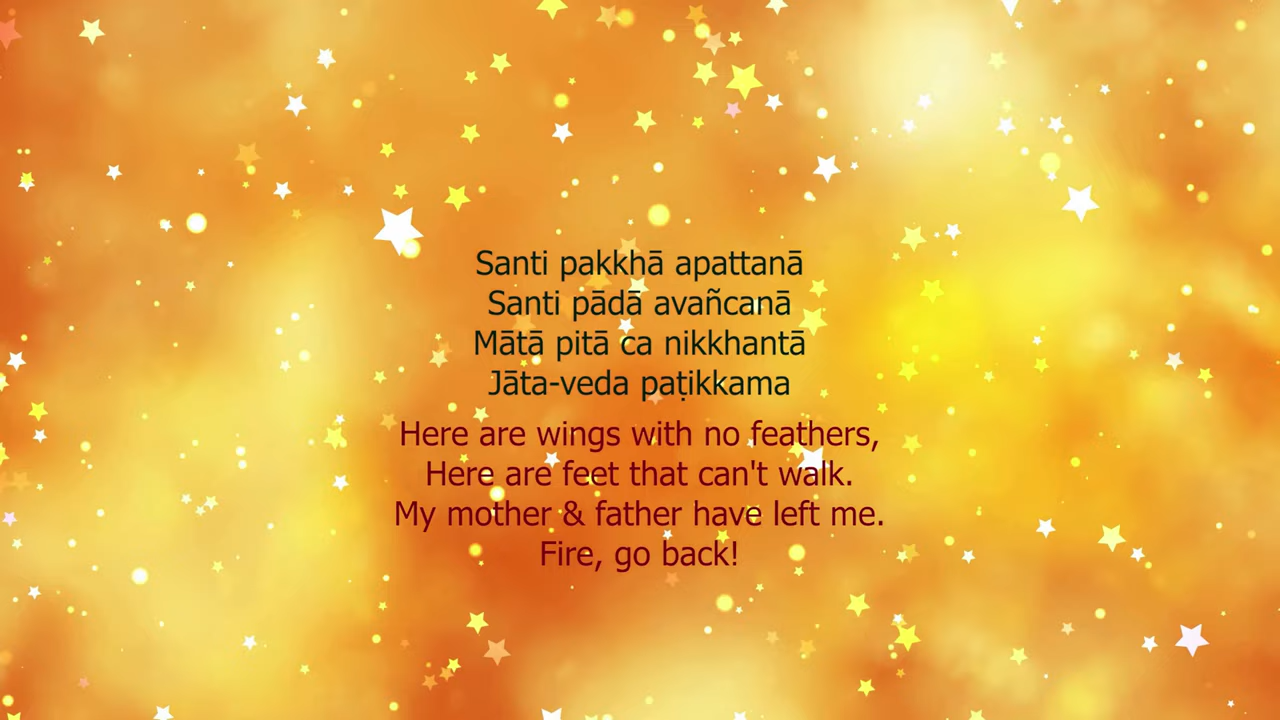 Santi pakkhā apattanā
Santi pādā avañcanā
Mātā pitā ca nikkhantā
Jāta-veda paṭikkama
Here are wings with no feathers,
Here are feet that can't walk.
My mother & father have left me.
Fire, go back!